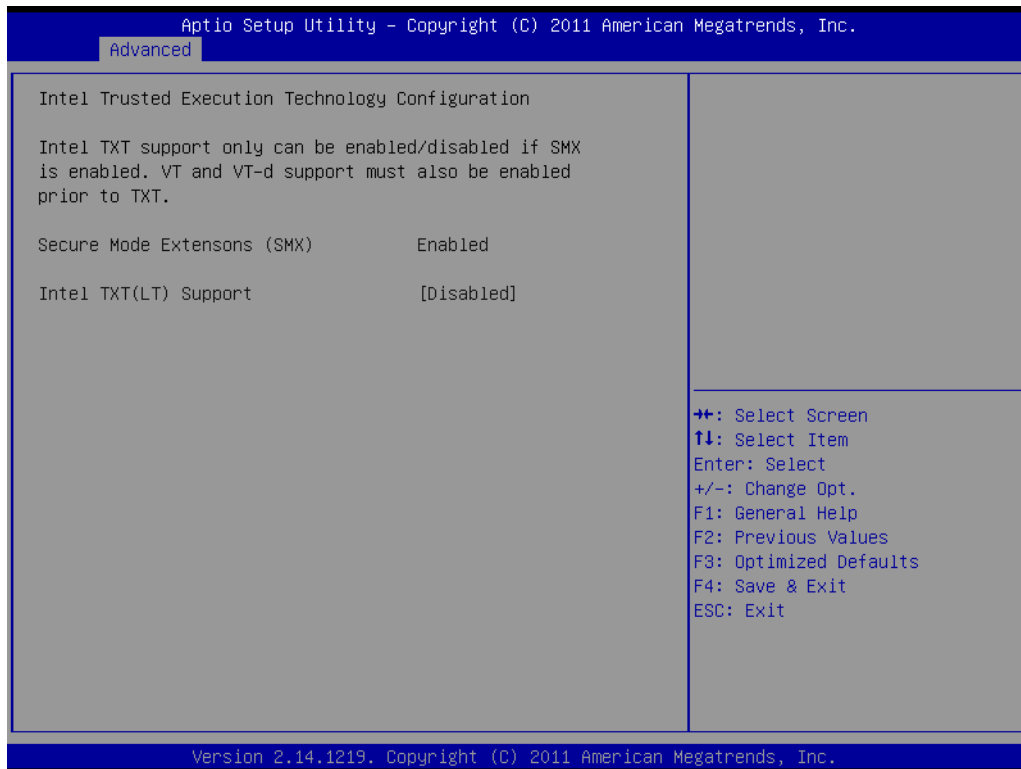 Aptio Setup Utility – Copyright (C) 2011 American Megatrends, Inc.
Advanced
Intel Trusted Execution Technology Configuration
Intel TXT support only can be enabled/disabled if SMX
is enabled. VT and VT-d support must also be enabled
prior to TXT.
Secure Mode Extensons (SMX) Enabled
Intel TXT(LT) Support [Disabled]
→←: Select Screen
↑↓: Select Item
Enter: Select
+/-: Change Opt.
F1: General Help
F2: Previous Values
F3: Optimized Defaults
F4: Save & Exit
ESC: Exit
Version 2.14.1219. Copyright (C) 2011 American Megatrends, Inc.